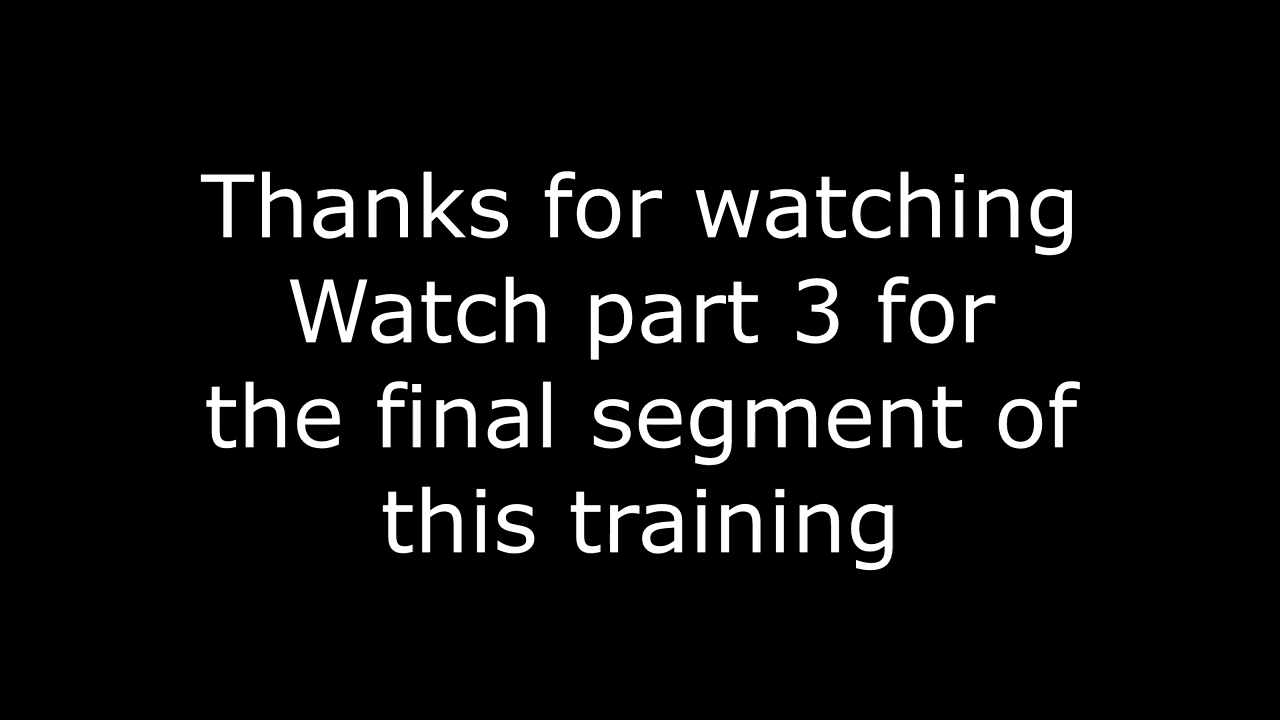 Thanks for watching
Watch part 3 for
the final segment of
this training